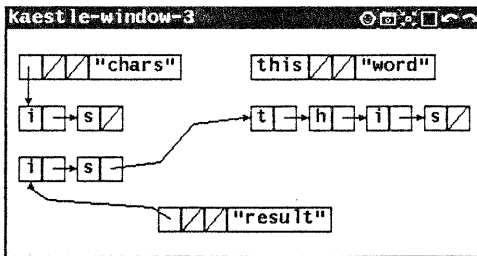 Kaestle-window-3
"chars" this "word"
i s t h i s
i s
"result"